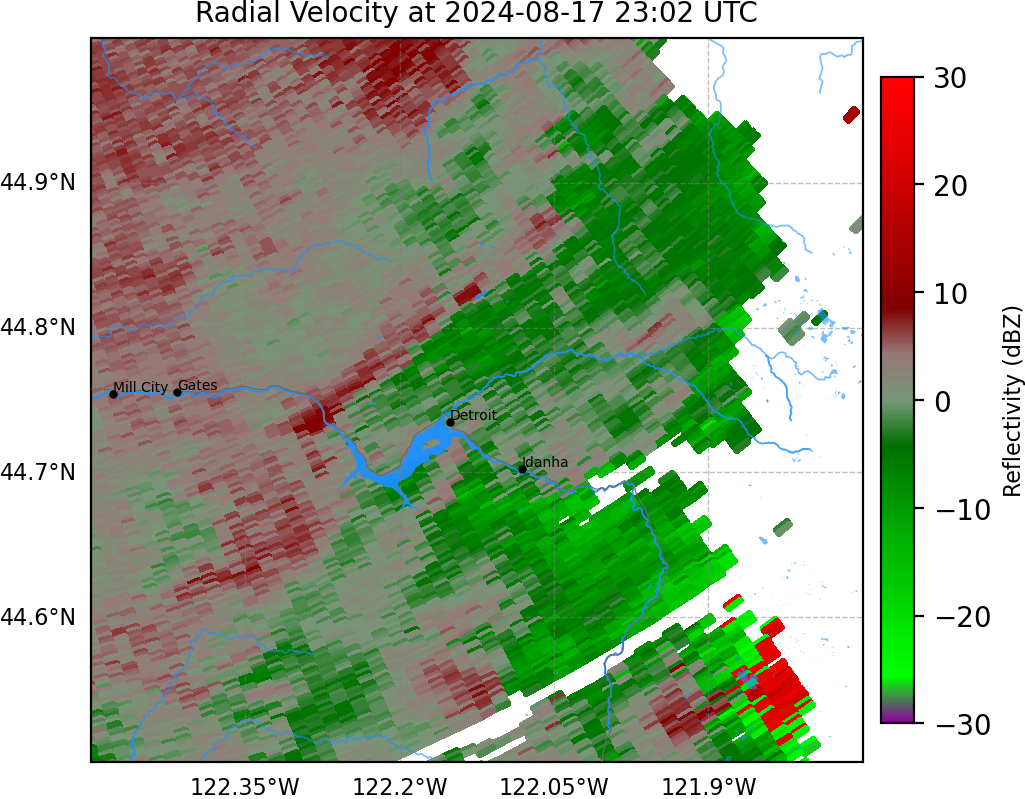 Radial Velocity at 2024-08-17 23:02 UTC
30
20
10
0
−10
−20
−30
Reflectivity (dBZ)
44.9°N
44.8°N
44.7°N
44.6°N
Mill City
Gates
Detroit
Idanha
122.35°W
122.2°W
122.05°W
121.9°W